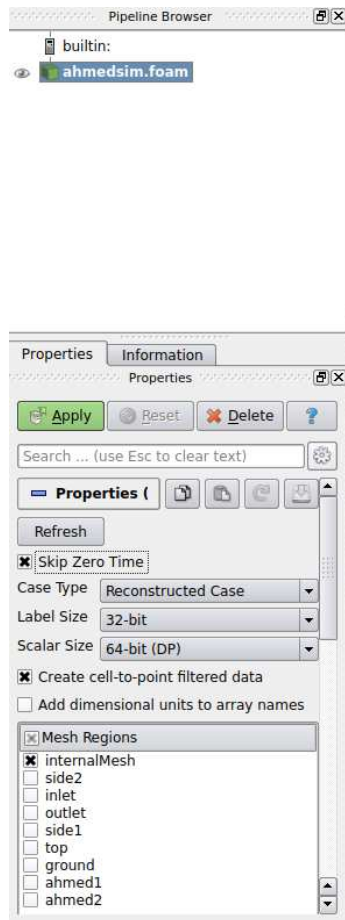 Pipeline Browser
builtin:
ahmedsim.foam
Properties Information
Properties
Apply Reset Delete ?
Search ... (use Esc to clear text)
Properties (
Refresh
Skip Zero Time
Case Type Reconstructed Case
Label Size 32-bit
Scalar Size 64-bit (DP)
Create cell-to-point filtered data
Add dimensional units to array names
Mesh Regions
internalMesh
side2
inlet
outlet
side1
top
ground
ahmed1
ahmed2